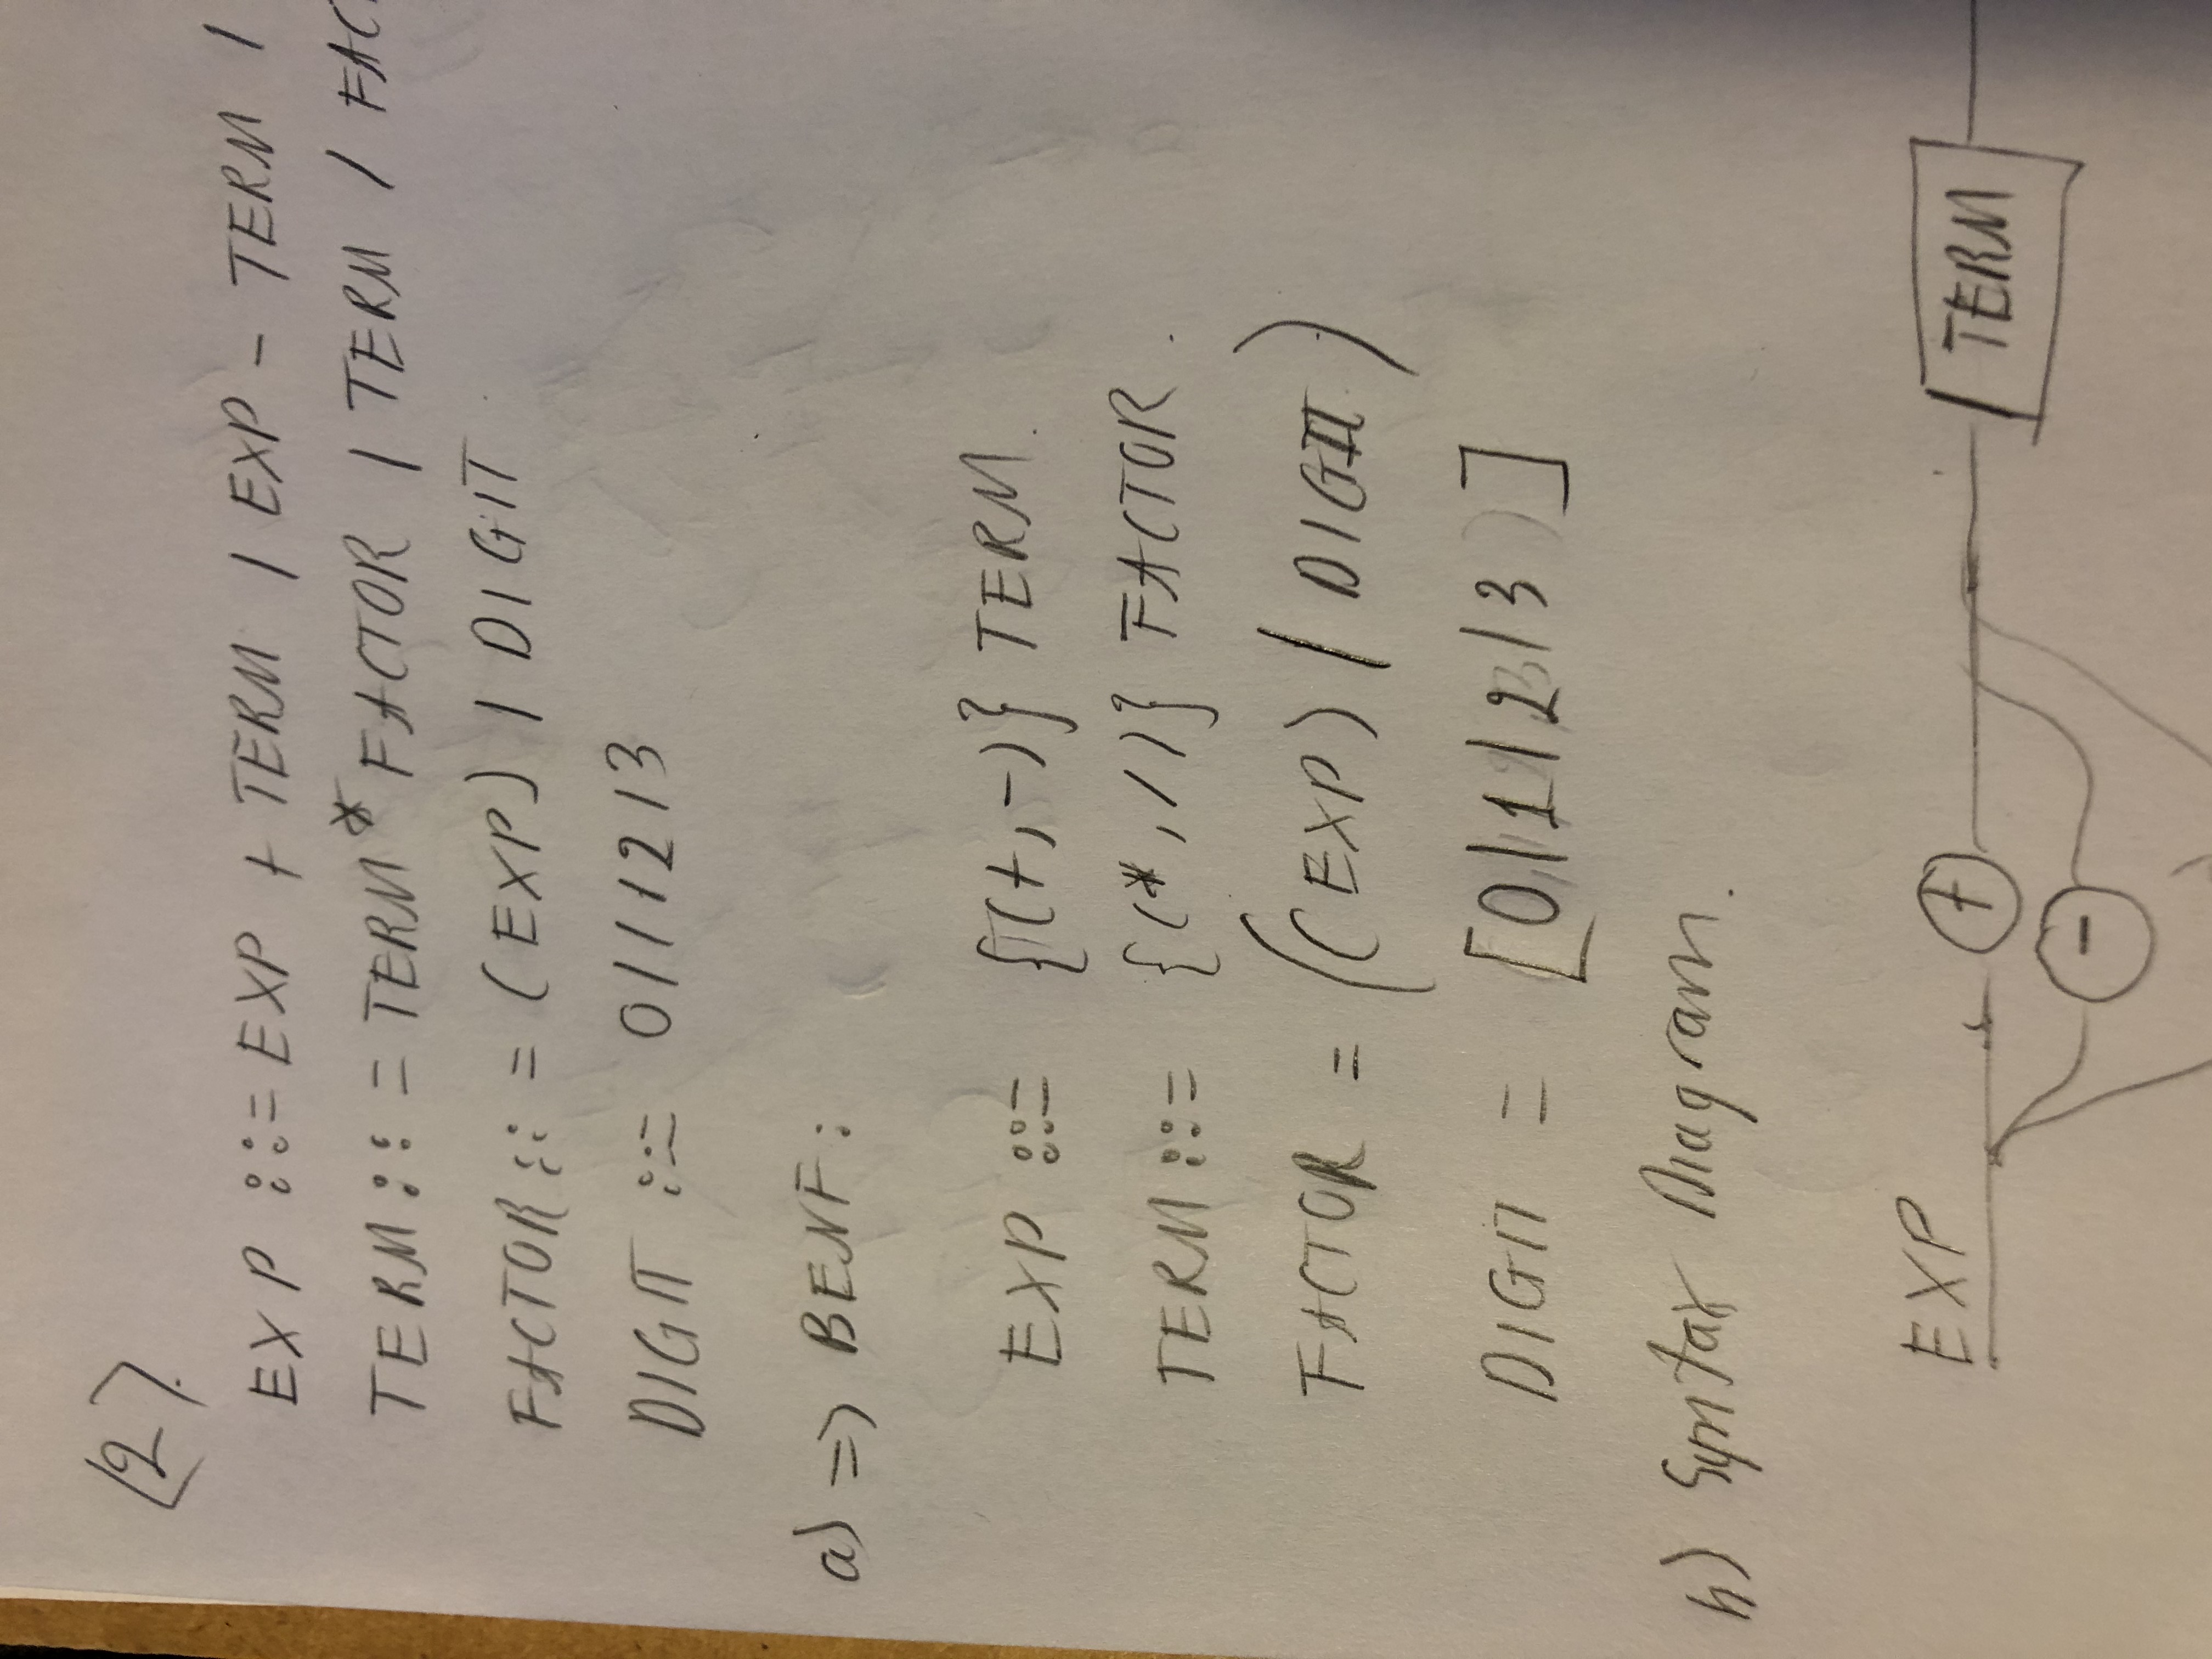 (2).
EXP ::= EXP + TERM | EXP - TERM |
TERM ::= TERM * FACTOR | TERM / FAC
FACTOR ::= (EXP) | DIGIT
DIGIT ::= 0 | 1 | 2 | 3
a) => BENF:
EXP ::= {(+,-)} TERM.
TERM ::= {(*,/)} FACTOR.
FACTOR = ((EXP) | DIGIT)
DIGIT = [0|1|2|3]
b) Syntax Diagram.
EXP
+
TERM
-